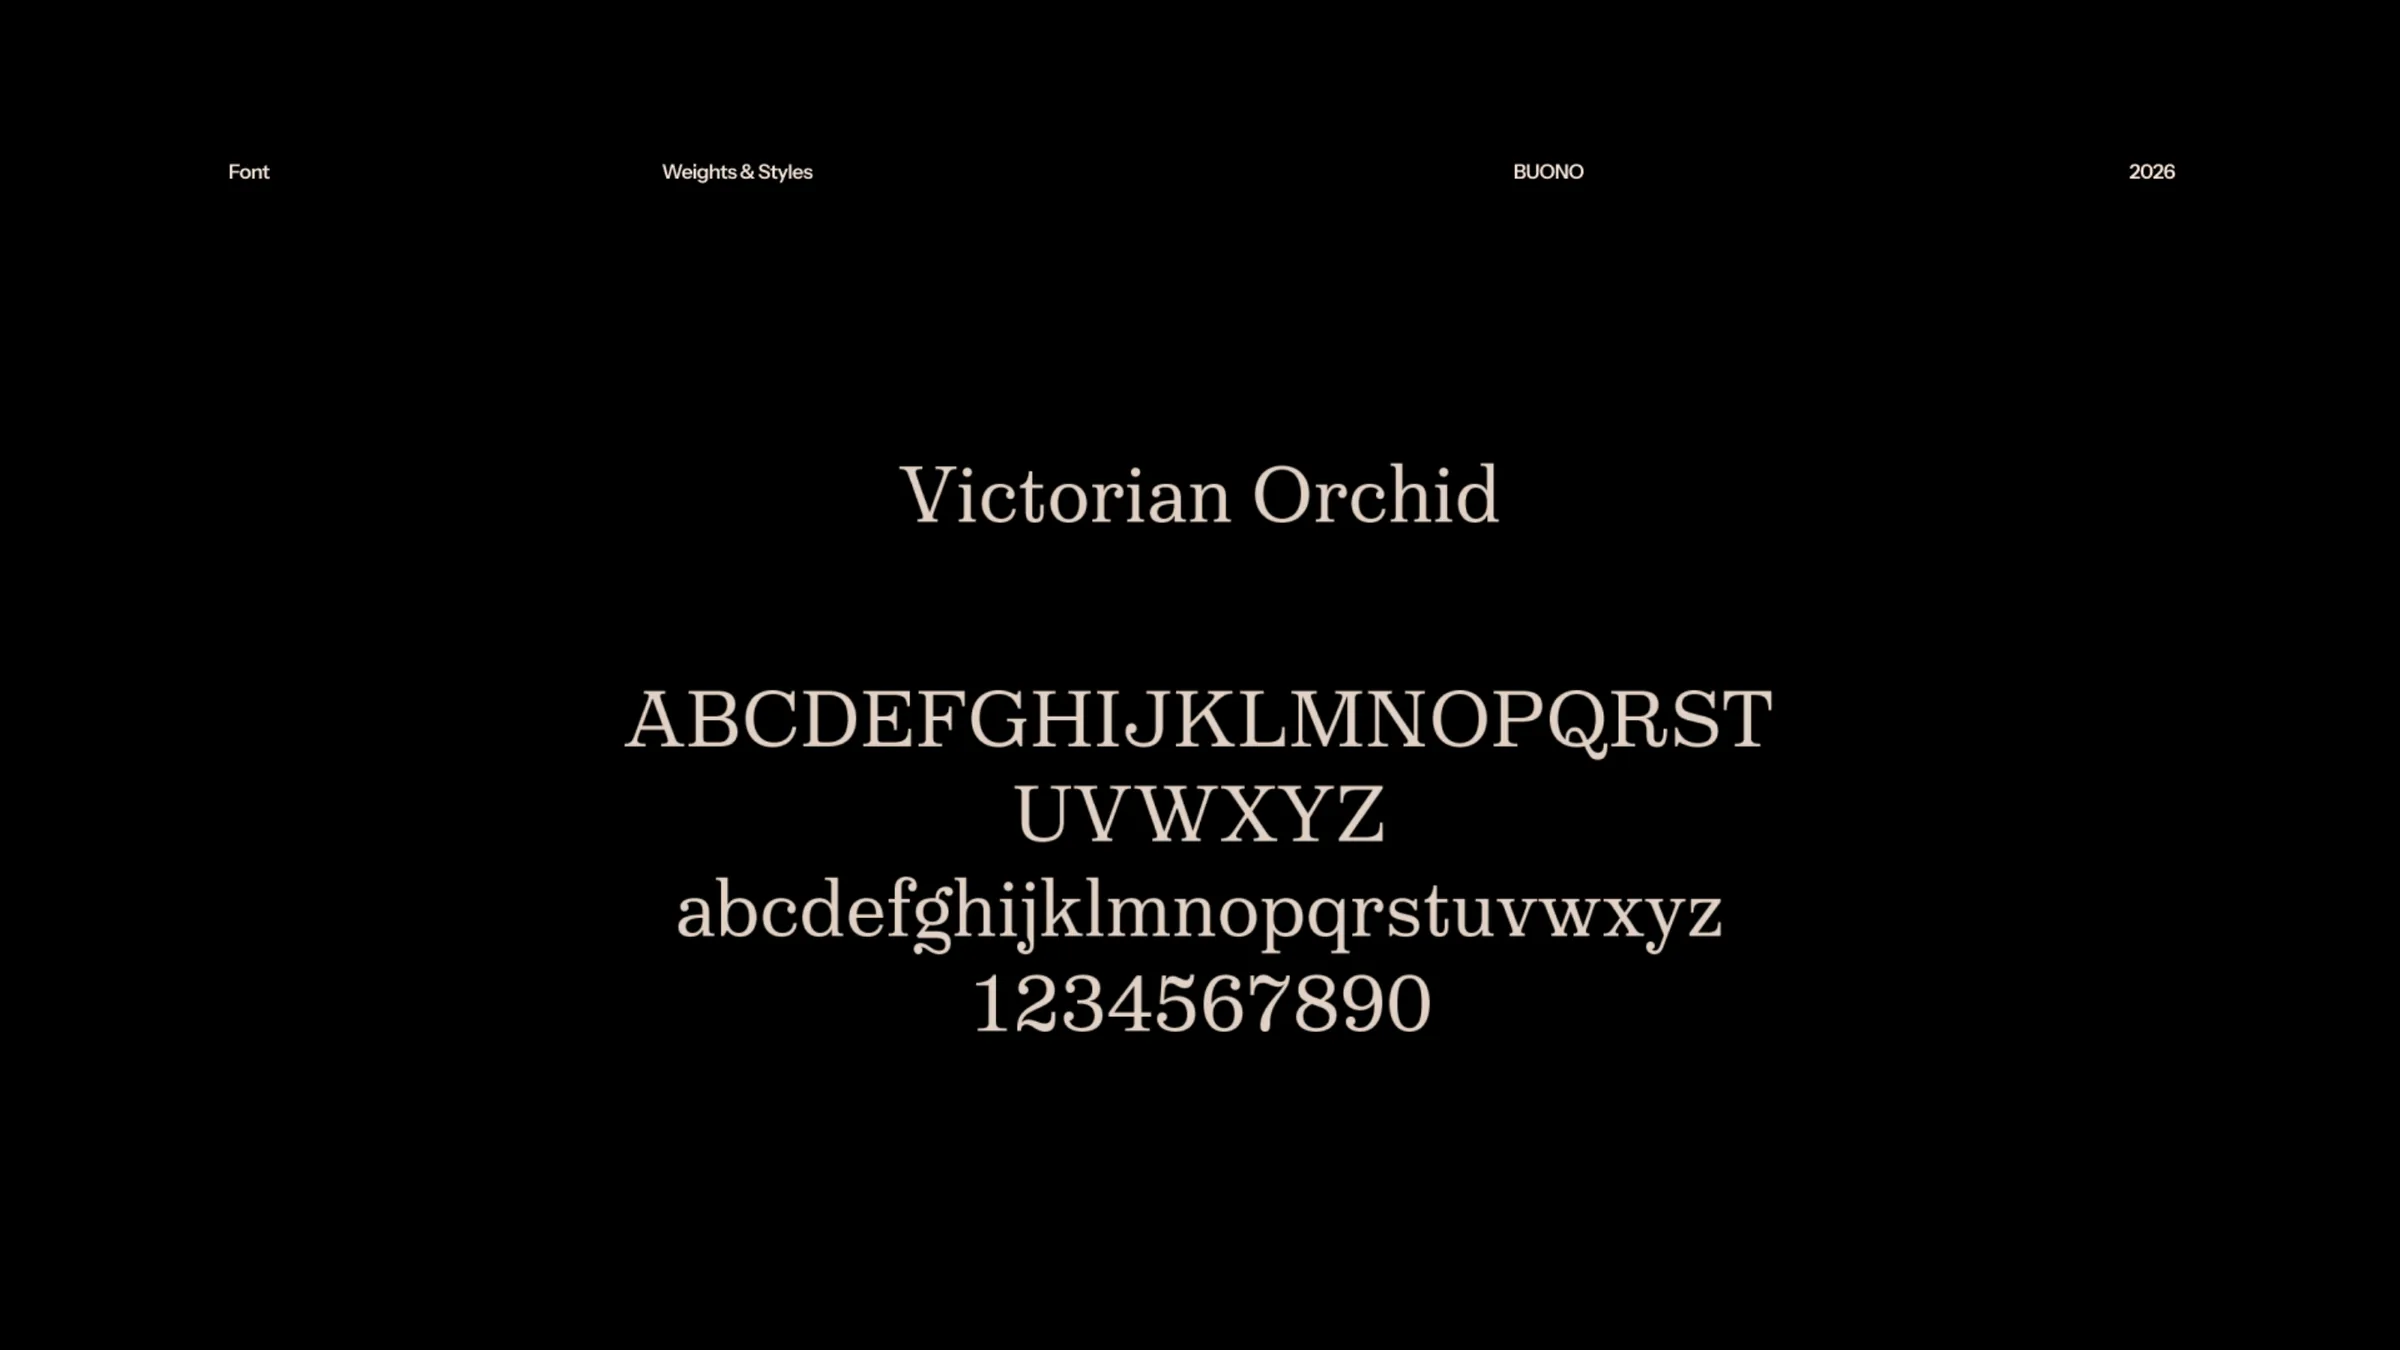 Font Weights & Styles BUONO 2026
Victorian Orchid
ABCDEFGHIJKLMNOPQRST
UVWXYZ
abcdefghijklmnopqrstuvwxyz
1234567890